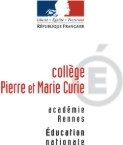 Liberté • Égalité • Fraternité
RÉPUBLIQUE FRANÇAISE
collège
Pierre et Marie Curie
académie
Rennes
Éducation
nationale